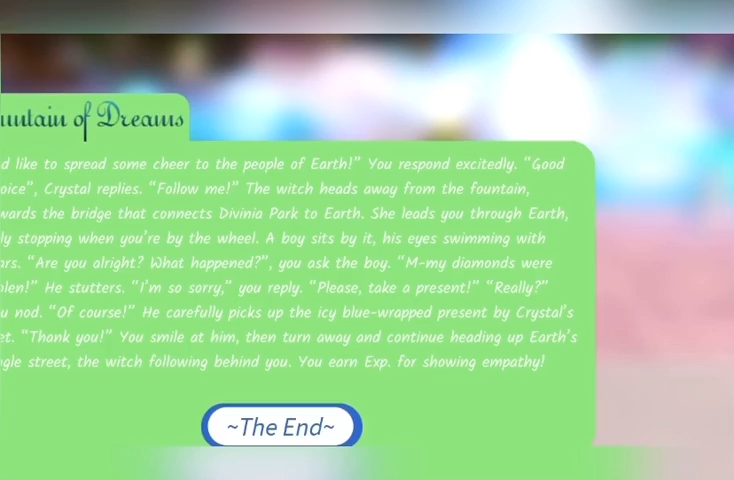 untain of Dreams
d like to spread some cheer to the people of Earth!” You respond excitedly. “Good
oice”, Crystal replies. “Follow me!” The witch heads away from the fountain,
wards the bridge that connects Divinia Park to Earth. She leads you through Earth,
ly stopping when you’re by the wheel. A boy sits by it, his eyes swimming with
ars. “Are you alright? What happened?”, you ask the boy. “M-my diamonds were
olen!” He stutters. “I’m so sorry,” you reply. “Please, take a present!” “Really?”
u nod. “Of course!” He carefully picks up the icy blue-wrapped present by Crystal’s
et. “Thank you!” You smile at him, then turn away and continue heading up Earth’s
ngle street, the witch following behind you. You earn Exp. for showing empathy!
~The End~